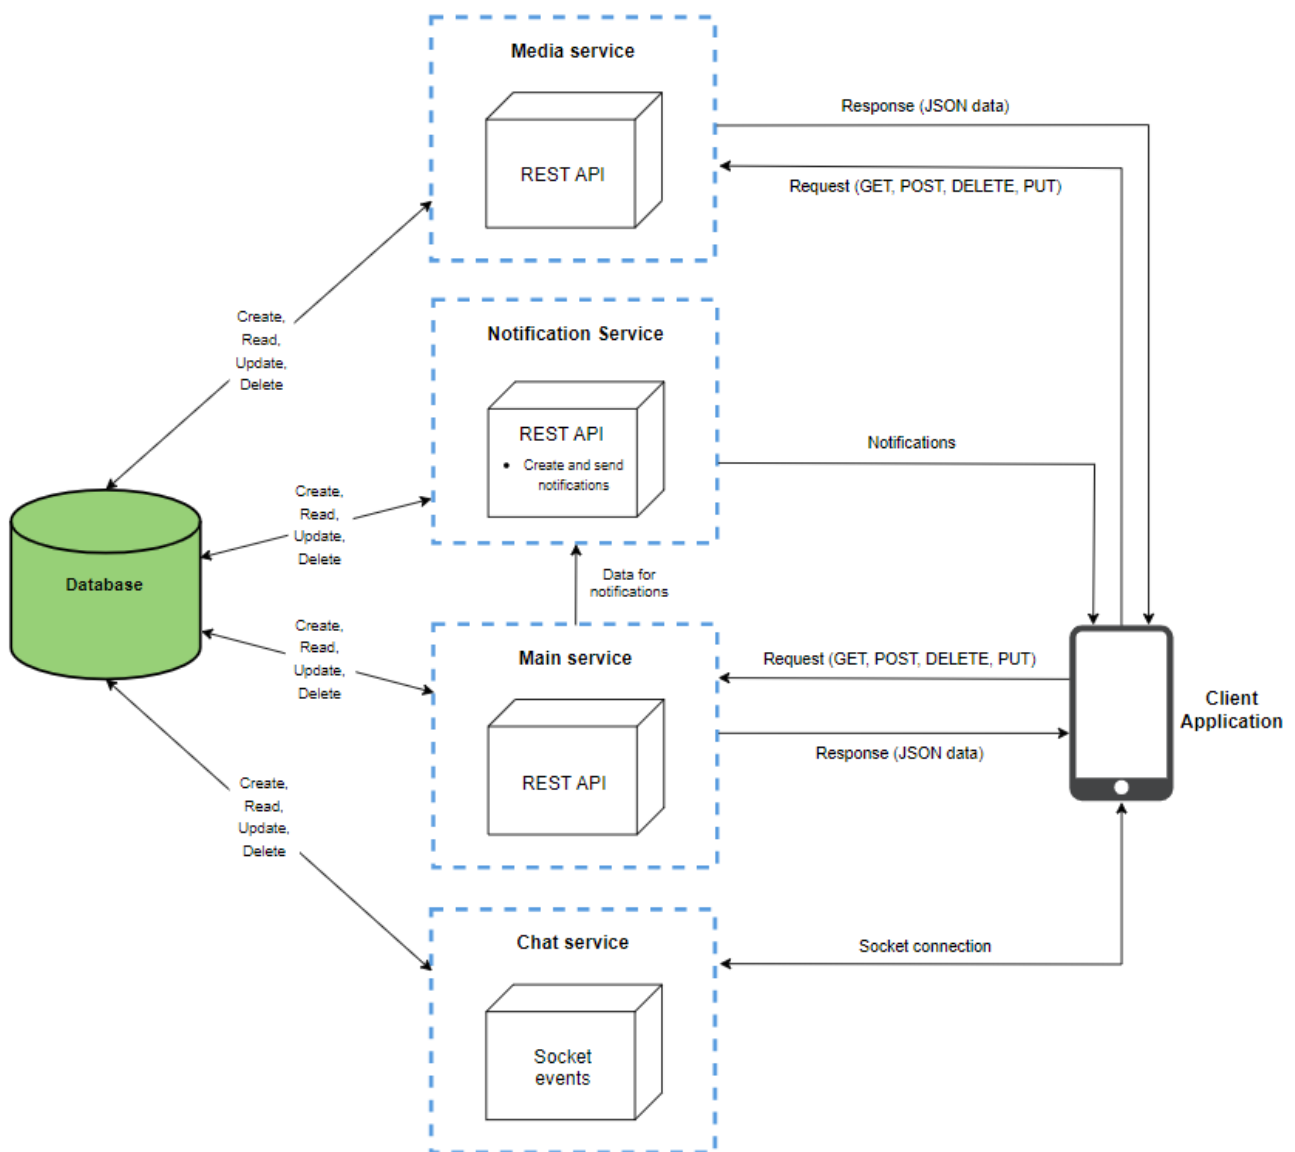 Media service
REST API
Response (JSON data)
Request (GET, POST, DELETE, PUT)
Create,
Read,
Update,
Delete
Notification Service
REST API
• Create and send
notifications
Notifications
Create,
Read,
Update,
Delete
Database
Data for
notifications
Create,
Read,
Update,
Delete
Main service
REST API
Request (GET, POST, DELETE, PUT)
Response (JSON data)
Client
Application
Create,
Read,
Update,
Delete
Chat service
Socket
events
Socket connection